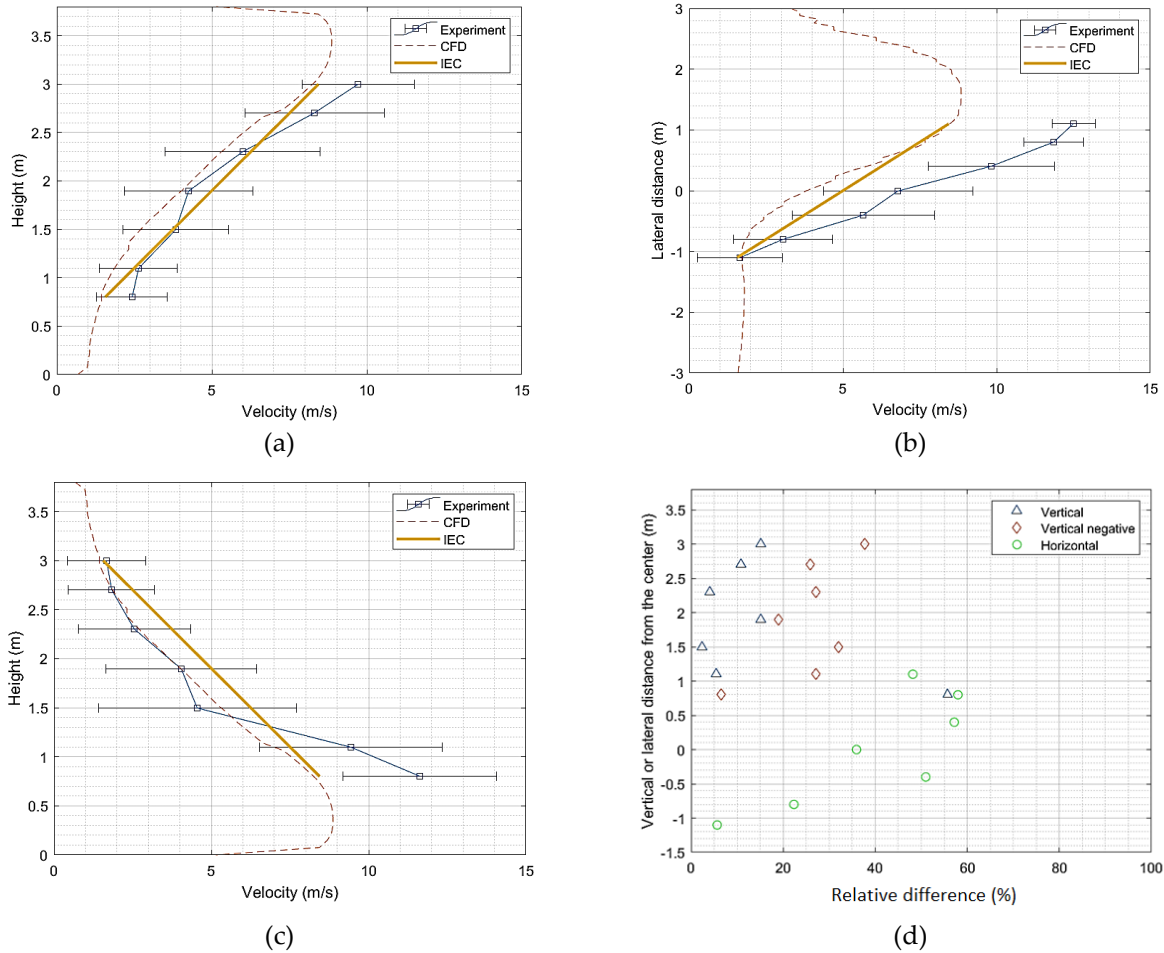 3.5
3
2.5
2
1.5
1
0.5
0
Height (m)
0 5 10 15
Velocity (m/s)
Experiment
CFD
IEC
(a)
3
2
1
0
-1
-2
-3
Lateral distance (m)
0 5 10 15
Velocity (m/s)
Experiment
CFD
IEC
(b)
3.5
3
2.5
2
1.5
1
0.5
0
Height (m)
0 5 10 15
Velocity (m/s)
Experiment
CFD
IEC
(c)
3.5
3
2.5
2
1.5
1
0.5
0
-0.5
-1
-1.5
Vertical or lateral distance from the center (m)
0 20 40 60 80 100
Relative difference (%)
Vertical
Vertical negative
Horizontal
(d)